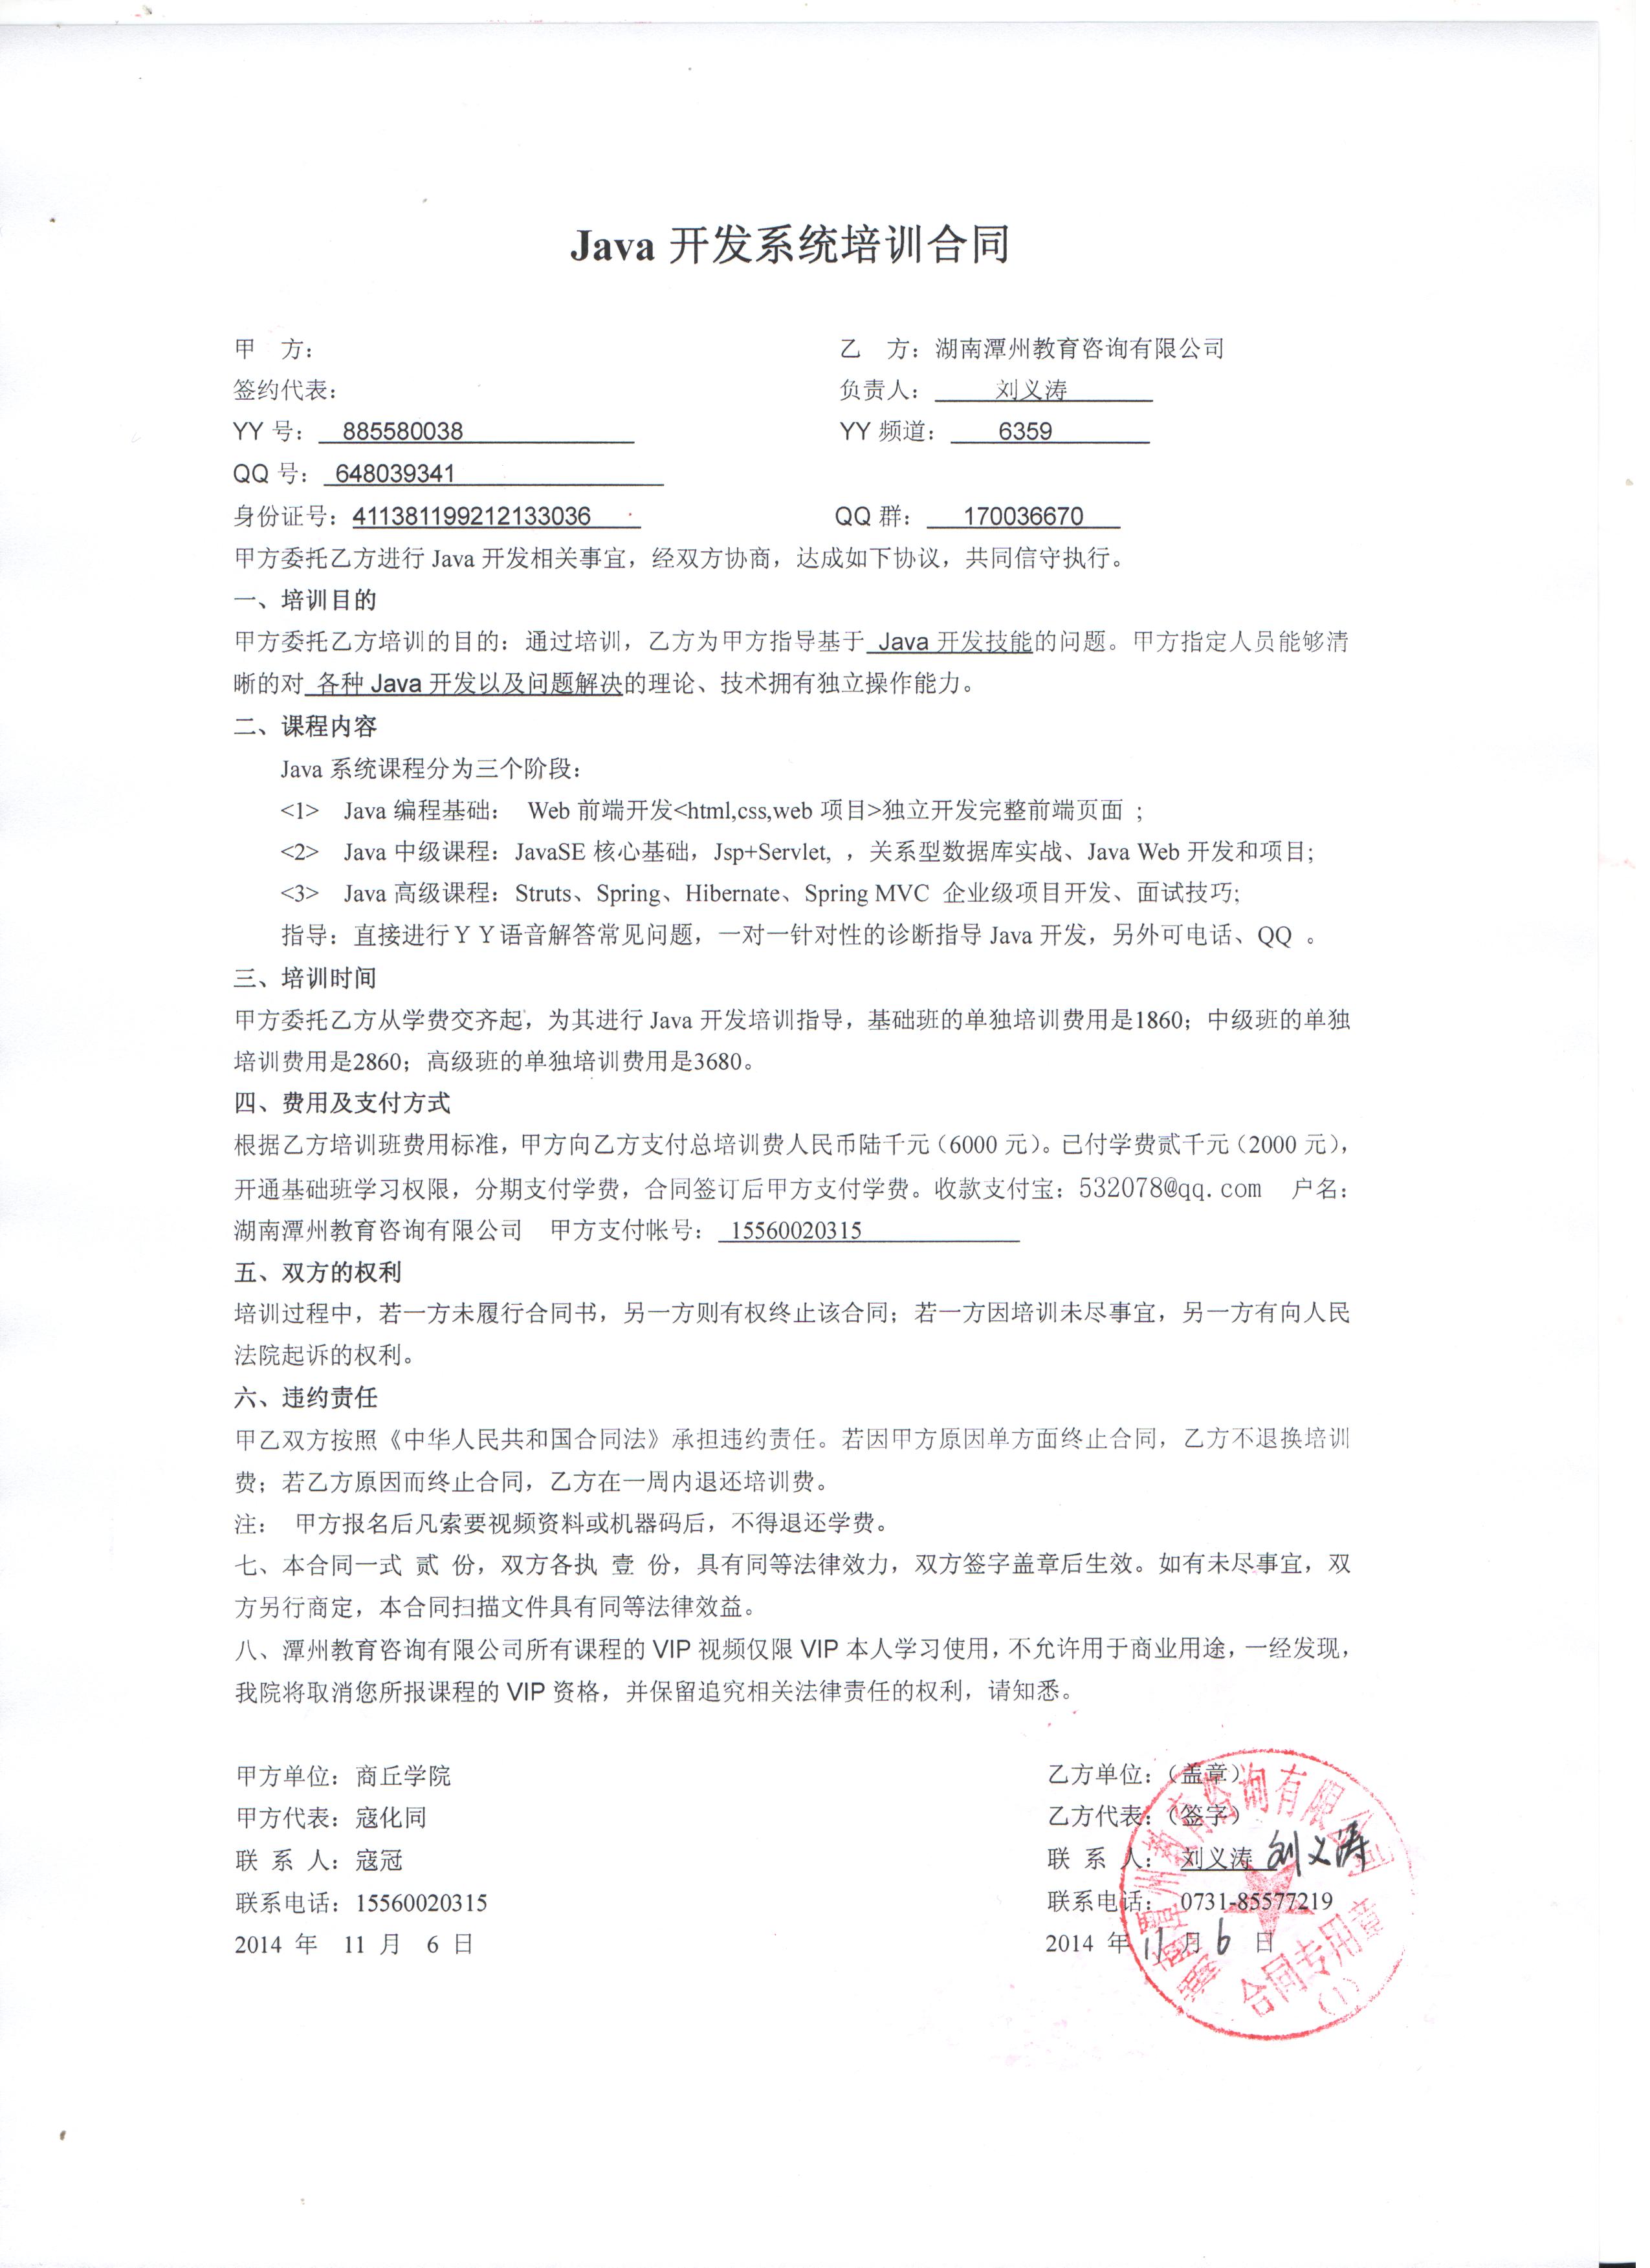 Java 开发系统培训合同
甲 方： 乙 方：湖南潭州教育咨询有限公司
签约代表： 负责人： 刘义涛
YY 号： 885580038 YY 频道： 6359
QQ 号： 648039341
身份证号：411381199212133036 QQ 群： 170036670
甲方委托乙方进行 Java 开发相关事宜，经双方协商，达成如下协议，共同信守执行。
一、培训目的
甲方委托乙方培训的目的：通过培训，乙方为甲方指导基于 Java 开发技能的问题。甲方指定人员能够清
晰的对 各种 Java 开发以及问题解决的理论、技术拥有独立操作能力。
二、课程内容
Java 系统课程分为三个阶段：
<1> Java 编程基础： Web 前端开发<html,css,web 项目>独立开发完整前端页面 ；
<2> Java 中级课程：JavaSE 核心基础，Jsp+Servlet, ，关系型数据库实战、Java Web 开发和项目;
<3> Java 高级课程：Struts、Spring、Hibernate、Spring MVC 企业级项目开发、面试技巧;
指导：直接进行ＹＹ语音解答常见问题，一对一针对性的诊断指导 Java 开发，另外可电话、QQ 。
三、培训时间
甲方委托乙方从学费交齐起，为其进行 Java 开发培训指导，基础班的单独培训费用是1860；中级班的单独
培训费用是2860；高级班的单独培训费用是3680。
四、费用及支付方式
根据乙方培训班费用标准，甲方向乙方支付总培训费人民币陆千元（6000 元）。已付学费贰千元（2000 元），
开通基础班学习权限，分期支付学费，合同签订后甲方支付学费。收款支付宝：532078@qq.com 户名：
湖南潭州教育咨询有限公司 甲方支付帐号： 15560020315
五、双方的权利
培训过程中，若一方未履行合同书，另一方则有权终止该合同；若一方因培训未尽事宜，另一方有向人民
法院起诉的权利。
六、违约责任
甲乙双方按照《中华人民共和国合同法》承担违约责任。若因甲方原因单方面终止合同，乙方不退换培训
费；若乙方原因而终止合同，乙方在一周内退还培训费。
注： 甲方报名后凡索要视频资料或机器码后，不得退还学费。
七、本合同一式 贰 份，双方各执 壹 份，具有同等法律效力，双方签字盖章后生效。如有未尽事宜，双
方另行商定，本合同扫描文件具有同等法律效益。
八、潭州教育咨询有限公司所有课程的 VIP 视频仅限 VIP 本人学习使用，不允许用于商业用途，一经发现，
我院将取消您所报课程的 VIP 资格，并保留追究相关法律责任的权利，请知悉。
甲方单位：商丘学院 乙方单位：（盖章）
甲方代表：寇化同 乙方代表：（签字）
联 系 人：寇冠 联 系 人： 刘义涛 刘义涛
联系电话：15560020315 联系电话： 0731-85577219
2014 年 11 月 6 日 2014 年 11 月 6 日
湖南潭州教育咨询有限公司
合同专用章
（1）